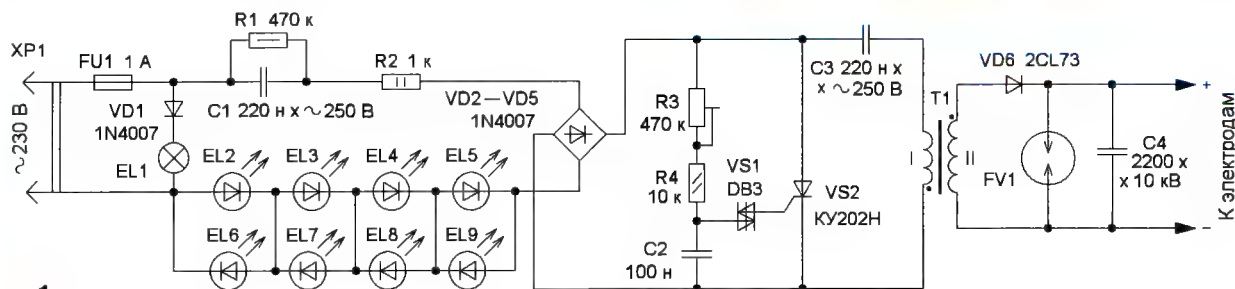 XP1
~230 В
FU1 1 А
VD1
1N4007
EL1
R1 470 к
C1 220 н х ~250 В
R2 1 к
VD2—VD5
1N4007
EL2
EL3
EL4
EL5
EL6
EL7
EL8
EL9
R3
470 к
R4
10 к
C2
100 н
VS1
DB3
VS2
КУ202Н
C3 220 н х
х ~250 В
T1
I
II
VD6 2CL73
FV1
C4
2200 х
х 10 кВ
+
−
К электродам